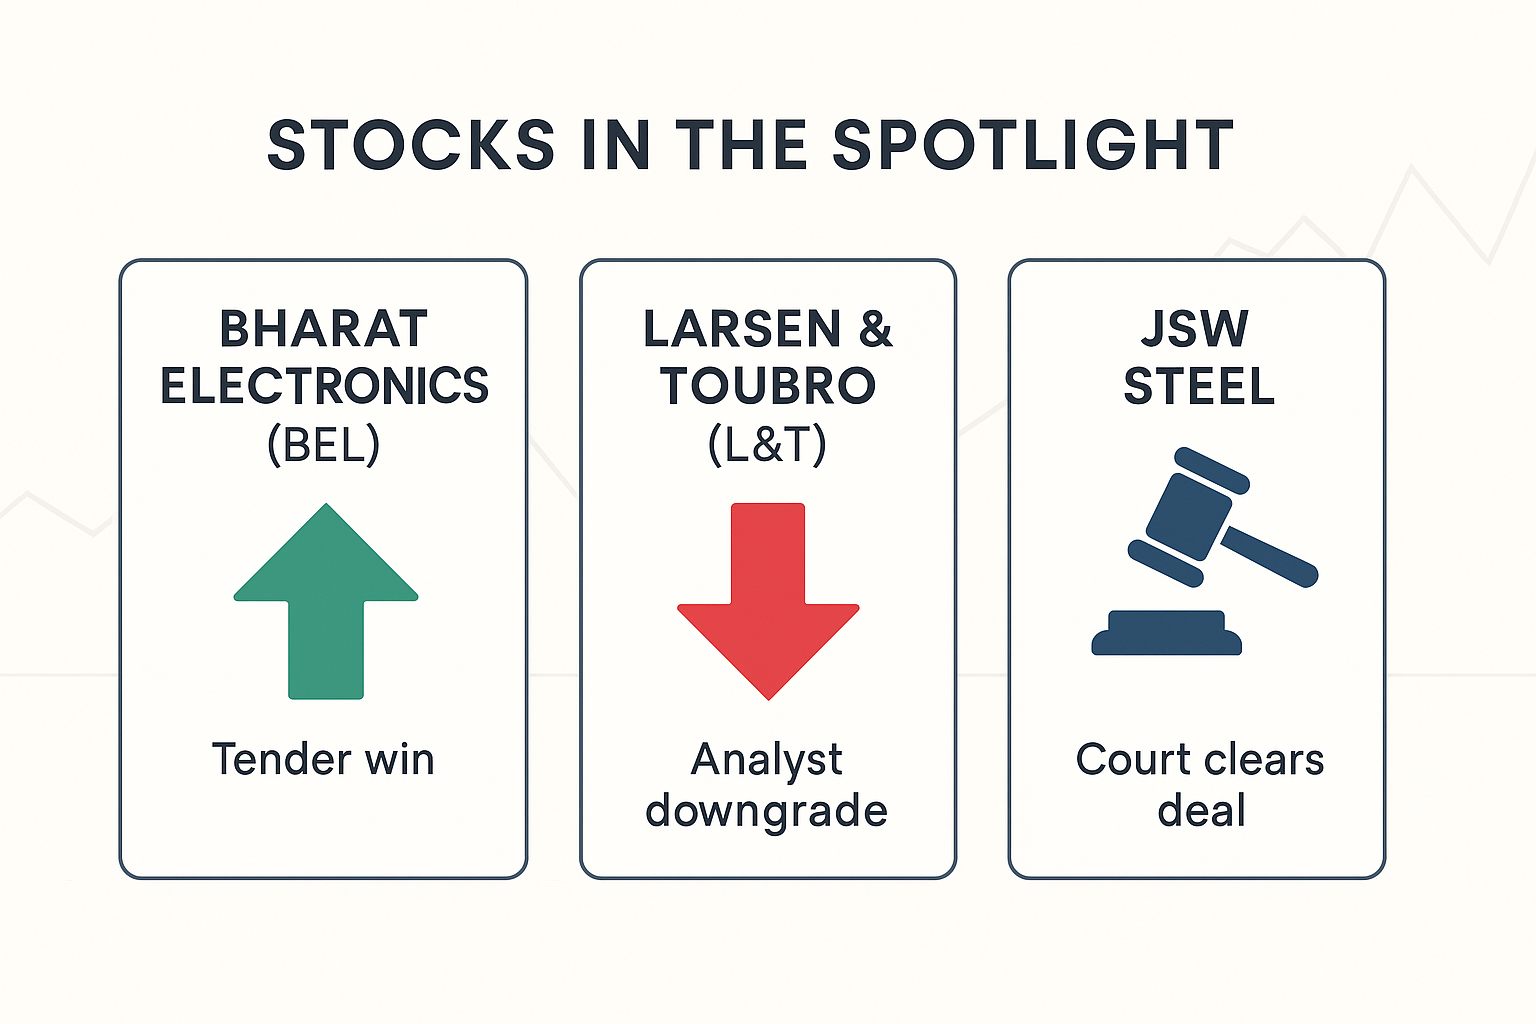 STOCKS IN THE SPOTLIGHT
BHARAT
ELECTRONICS
(BEL)
Tender win
LARSEN &
TOUBRO
(L&T)
Analyst
downgrade
JSW
STEEL
Court clears
deal